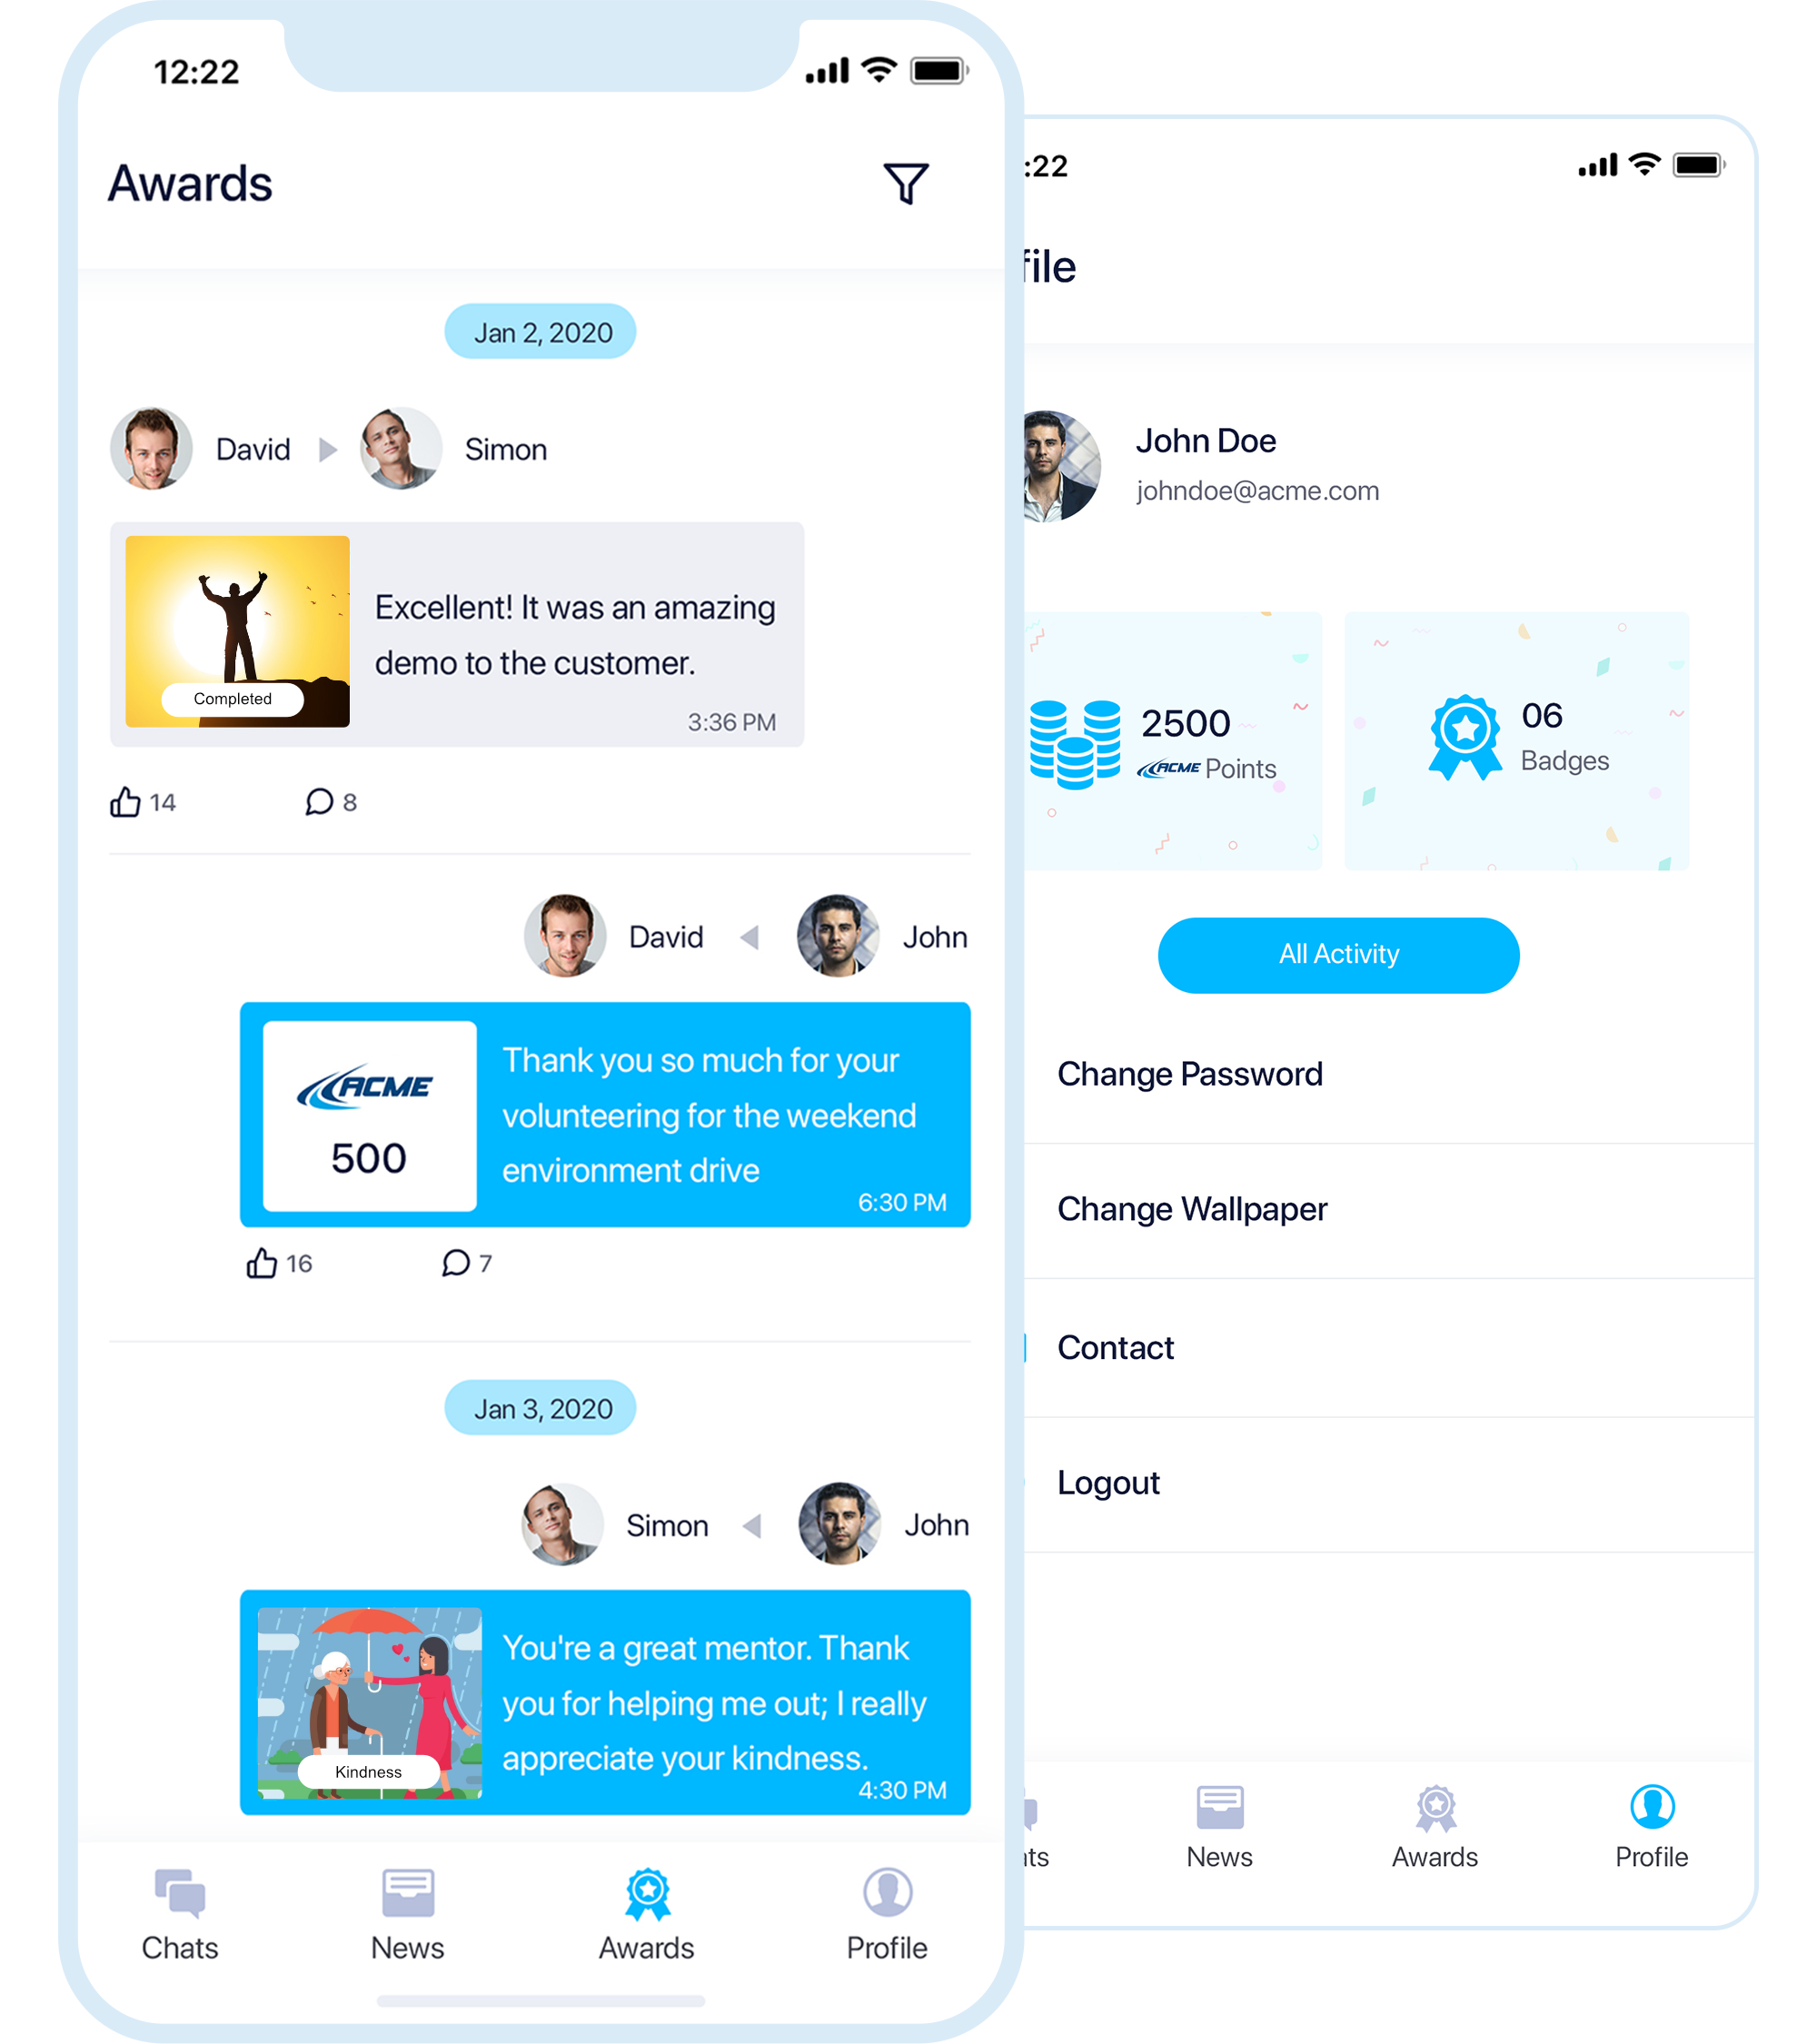 12:22
Awards
Jan 2, 2020
David
Simon
Completed
Excellent! It was an amazing
demo to the customer.
3:36 PM
14
8
David
John
ACME
500
Thank you so much for your
volunteering for the weekend
environment drive
6:30 PM
16
7
Jan 3, 2020
Simon
John
Kindness
You're a great mentor. Thank
you for helping me out; I really
appreciate your kindness.
4:30 PM
Chats
News
Awards
Profile
:22
file
John Doe
johndoe@acme.com
2500
ACME Points
06
Badges
All Activity
Change Password
Change Wallpaper
Contact
Logout
ts
News
Awards
Profile